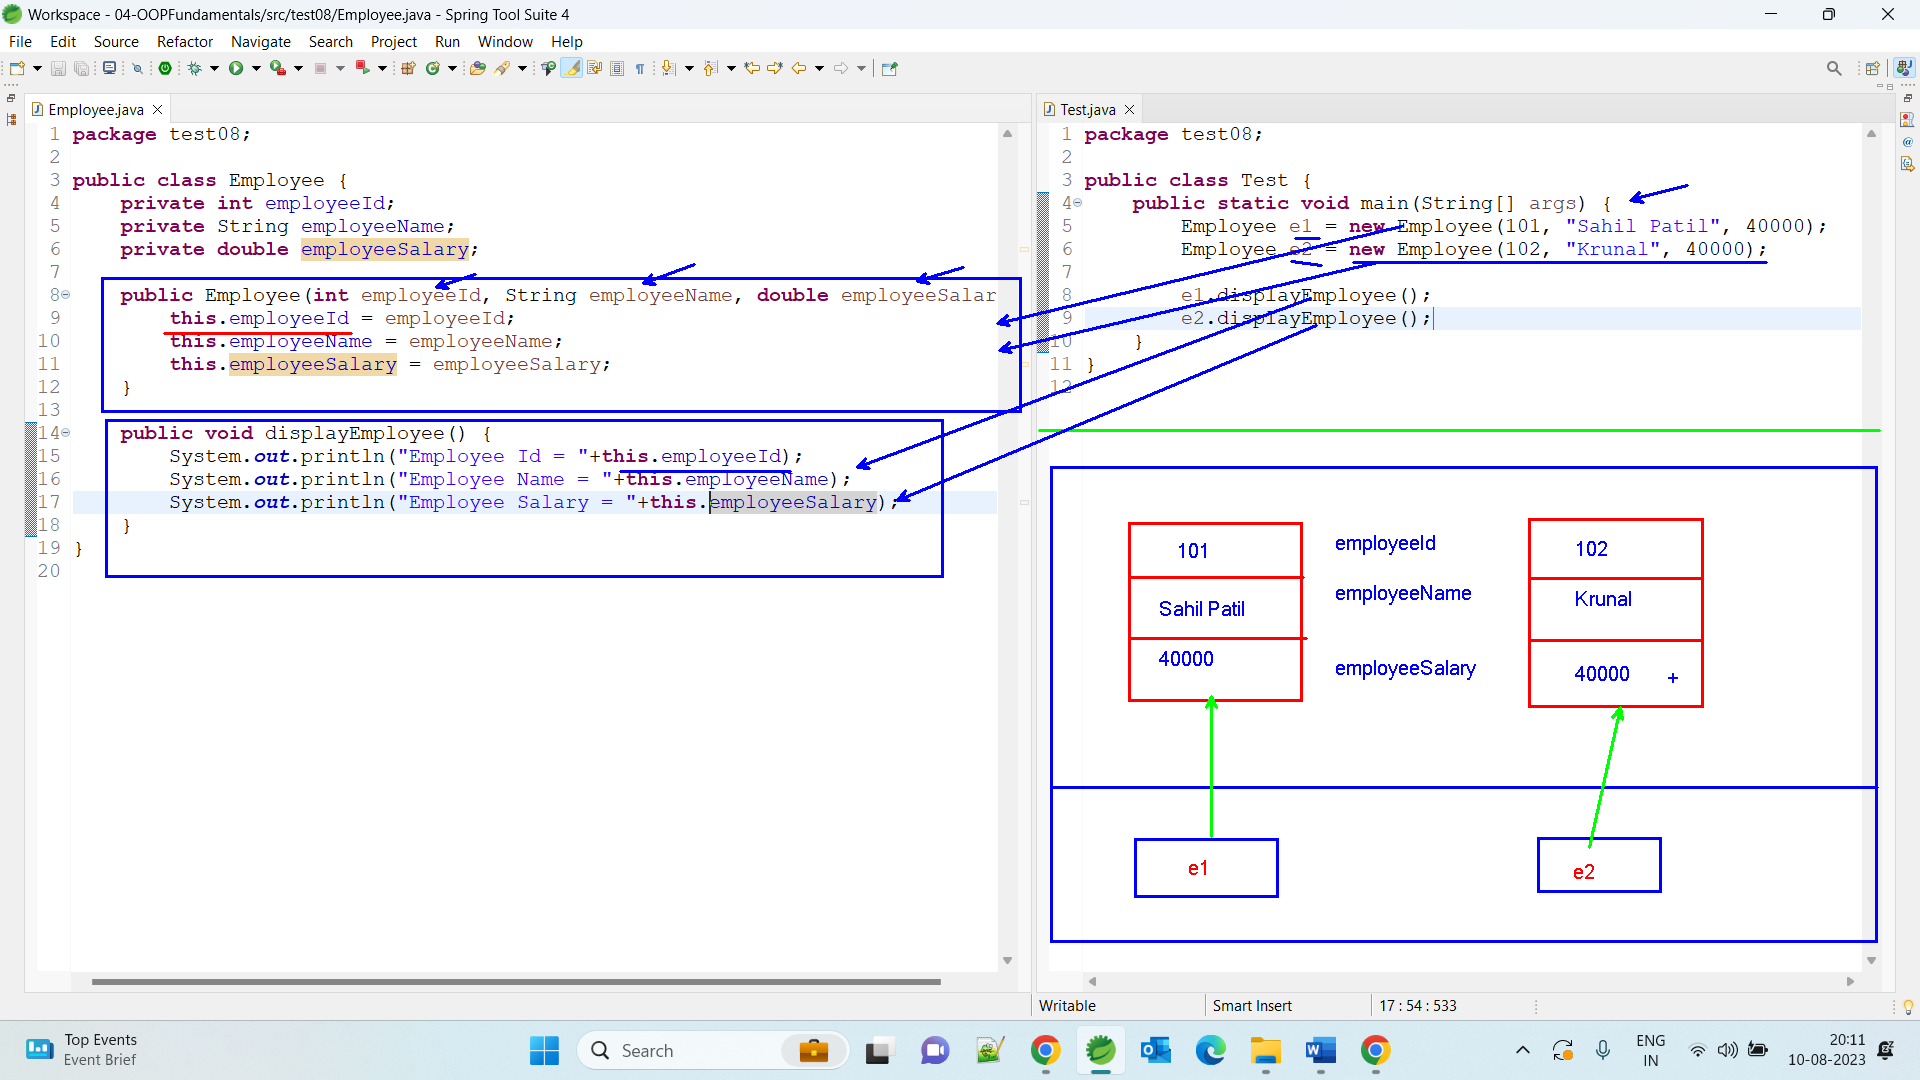 Workspace - 04-OOPFundamentals/src/test08/Employee.java - Spring Tool Suite 4
File Edit Source Refactor Navigate Search Project Run Window Help
Employee.java
1 package test08;
2
3 public class Employee {
4 private int employeeId;
5 private String employeeName;
6 private double employeeSalary;
7
8 public Employee(int employeeId, String employeeName, double employeeSalar
9 this.employeeId = employeeId;
10 this.employeeName = employeeName;
11 this.employeeSalary = employeeSalary;
12 }
13
14 public void displayEmployee() {
15 System.out.println("Employee Id = "+this.employeeId);
16 System.out.println("Employee Name = "+this.employeeName);
17 System.out.println("Employee Salary = "+this.employeeSalary);
18 }
19 }
20
Test.java
1 package test08;
2
3 public class Test {
4 public static void main(String[] args) {
5 Employee e1 = new Employee(101, "Sahil Patil", 40000);
6 Employee e2 = new Employee(102, "Krunal", 40000);
7
8 e1.displayEmployee();
9 e2.displayEmployee();
10 }
11 }
12
101 employeeId 102
Sahil Patil employeeName Krunal
40000 employeeSalary 40000 +
e1 e2
Writable Smart Insert 17 : 54 : 533
Top Events
Event Brief
Search
ENG
IN
20:11
10-08-2023